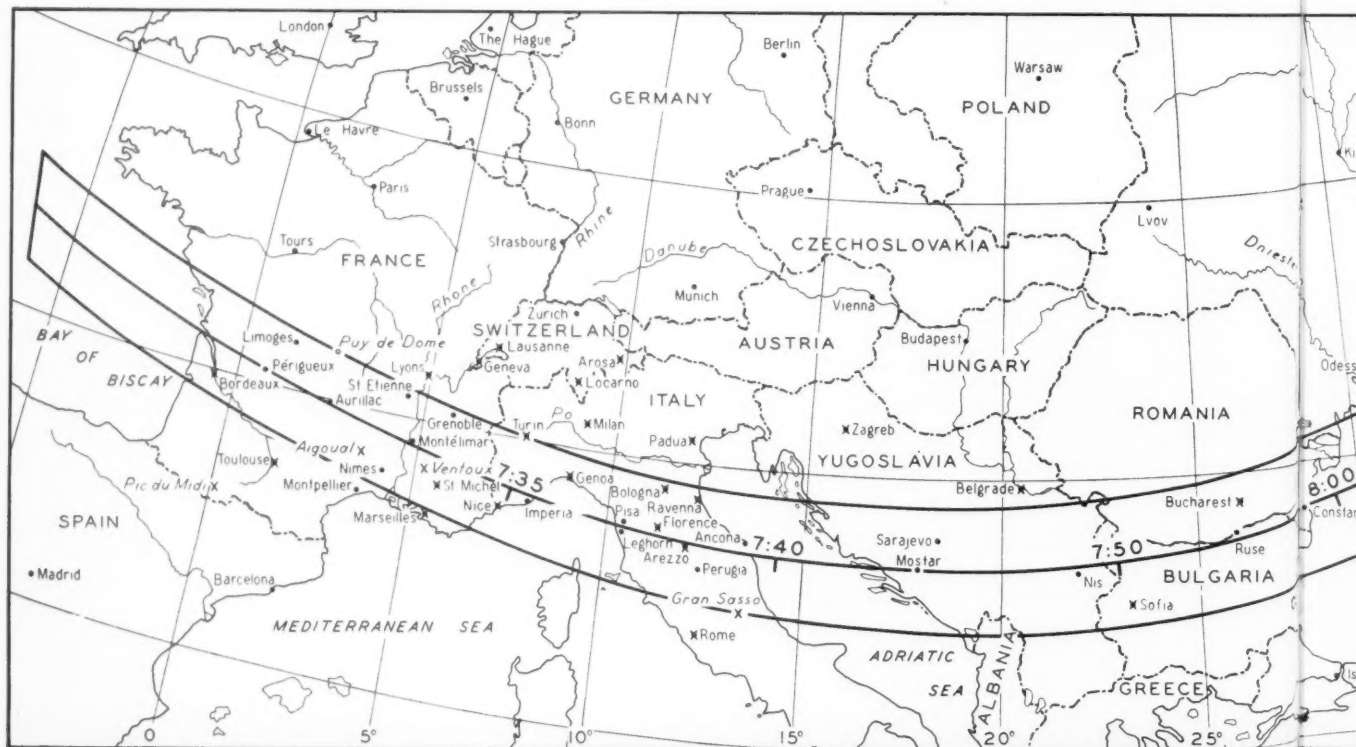 London
The Hague
Berlin
Warsaw
Brussels
GERMANY
POLAND
Le Havre
Bonn
Paris
Prague
Lvov
Strasbourg
Rhine
Tours
FRANCE
Danube
CZECHOSLOVAKIA
Dniester
Rhone
Munich
Vienna
Zurich
SWITZERLAND
BAY
OF
BISCAY
Limoges
Puy de Dome
Lausanne
AUSTRIA
Budapest
HUNGARY
Lyons
Geneva
Arosa
Périgueux
Bordeaux
St Etienne
Locarno
Odess
Aurillac
ITALY
ROMANIA
Grenoble
Turin
Po
Milan
Padua
Zagreb
Montélimar
Aigoual
YUGOSLAVIA
Toulouse
Nimes
Ventoux
7:35
Genoa
Pic du Midi
St Michel
Montpellier
Bologna
Belgrade
Bucharest
8:00
Nice
Imperia
Ravenna
Marseilles
Pisa
Florence
Constan
SPAIN
Leghorn
Ancona
Arezzo
7:40
Sarajevo
Mostar
7:50
Ruse
Madrid
Perugia
Nis
BULGARIA
Barcelona
Gran Sasso
Sofia
MEDITERRANEAN SEA
Rome
ADRIATIC
SEA
ALBANIA
GREECE
Is
0
5°
10°
15°
20°
25°